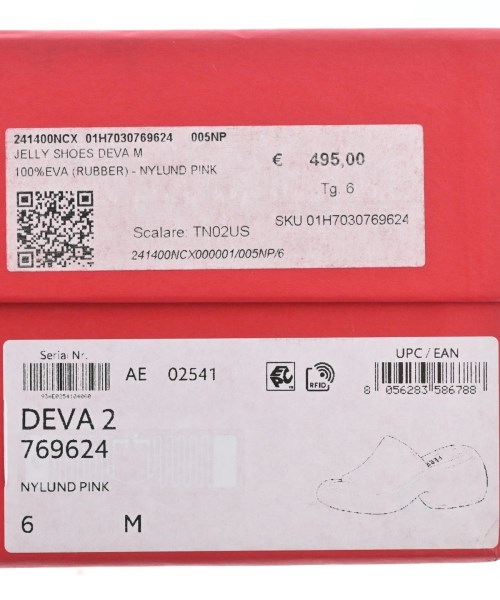 241400NCX 01H7030769624 005NP
JELLY SHOES DEVA M
100%EVA (RUBBER) - NYLUND PINK
€ 495,00
Tg. 6
SKU 01H7030769624
Scalare: TN02US
241400NCX000001/005NP/6
Serial Nr.
AE 02541
RFID
UPC / EAN
8 056283 586788
DEVA 2
769624
NYLUND PINK
6 M